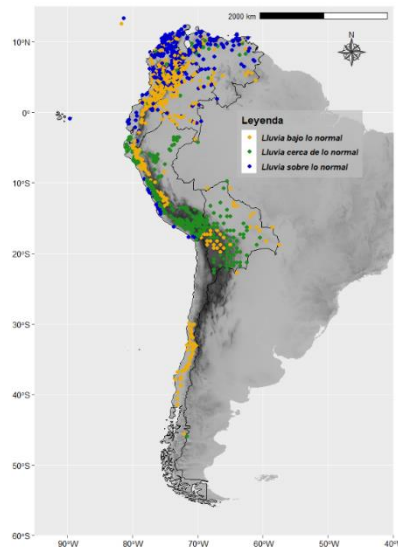 2000 km
N
10°N
0°
10°S
20°S
30°S
40°S
50°S
60°S
Leyenda
Lluvia bajo lo normal
Lluvia cerca de lo normal
Lluvia sobre lo normal
90°W
80°W
70°W
60°W
50°W
40°W